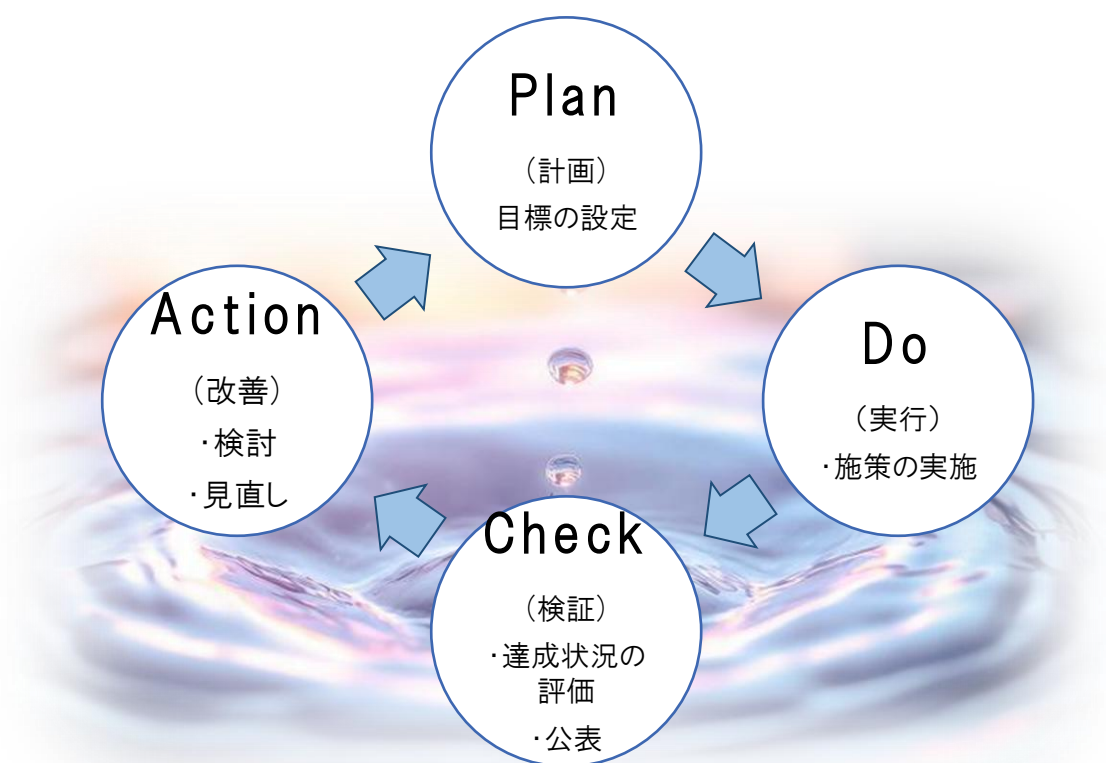 Plan
（計画）
目標の設定
Do
（実行）
・施策の実施
Check
（検証）
・達成状況の
評価
・公表
Action
（改善）
・検討
・見直し